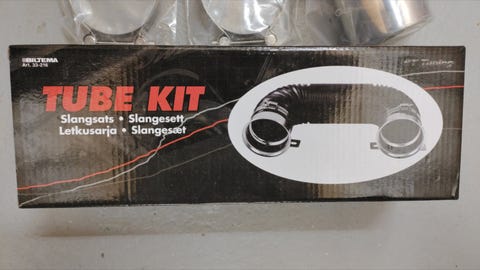 BILTEMA
Art. 33-216
TUBE KIT
Slangsats • Slangesett
Letkusarja • Slangesæt